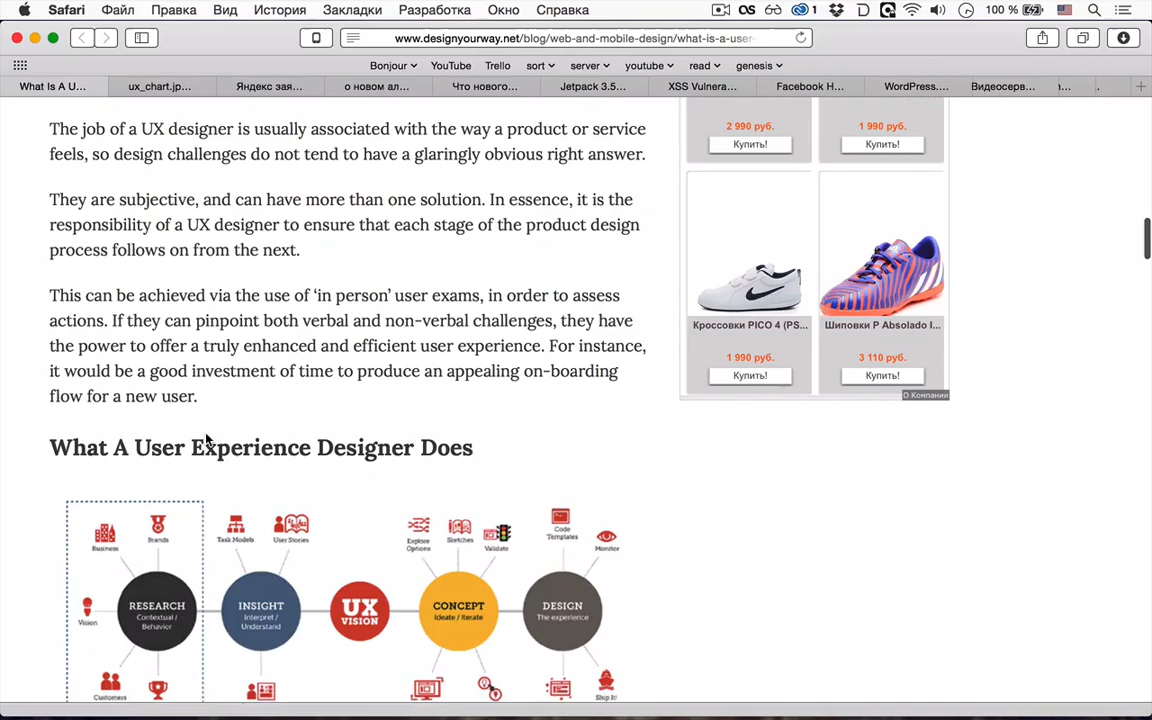 Safari Файл Правка Вид История Закладки Разработка Окно Справка 1 100 %
www.designyourway.net/blog/web-and-mobile-design/what-is-a-user-
Bonjour YouTube Trello sort server youtube read genesis
What Is A U... ux_chart.jp... Яндекс зая... о новом ал... Что нового... Jetpack 3.5... XSS Vulnera... Facebook H... WordPress.... Видеосерв...
The job of a UX designer is usually associated with the way a product or service
feels, so design challenges do not tend to have a glaringly obvious right answer.
They are subjective, and can have more than one solution. In essence, it is the
responsibility of a UX designer to ensure that each stage of the product design
process follows on from the next.
This can be achieved via the use of ‘in person’ user exams, in order to assess
actions. If they can pinpoint both verbal and non-verbal challenges, they have
the power to offer a truly enhanced and efficient user experience. For instance,
it would be a good investment of time to produce an appealing on-boarding
flow for a new user.
2 990 руб. 1 990 руб.
Купить! Купить!
Кроссовки PICO 4 (PS... Шиповки P Absolado I...
1 990 руб. 3 110 руб.
Купить! Купить!
О Компании
What A User Experience Designer Does
Business Brands Task Models User Stories Explore
Options Sketches Validate Code
Templates Monitor
Vision
RESEARCH
Contextual /
Behavior
INSIGHT
Interpret /
Understand
UX
VISION
CONCEPT
Ideate / Iterate
DESIGN
The experience
Customers
Ship It!